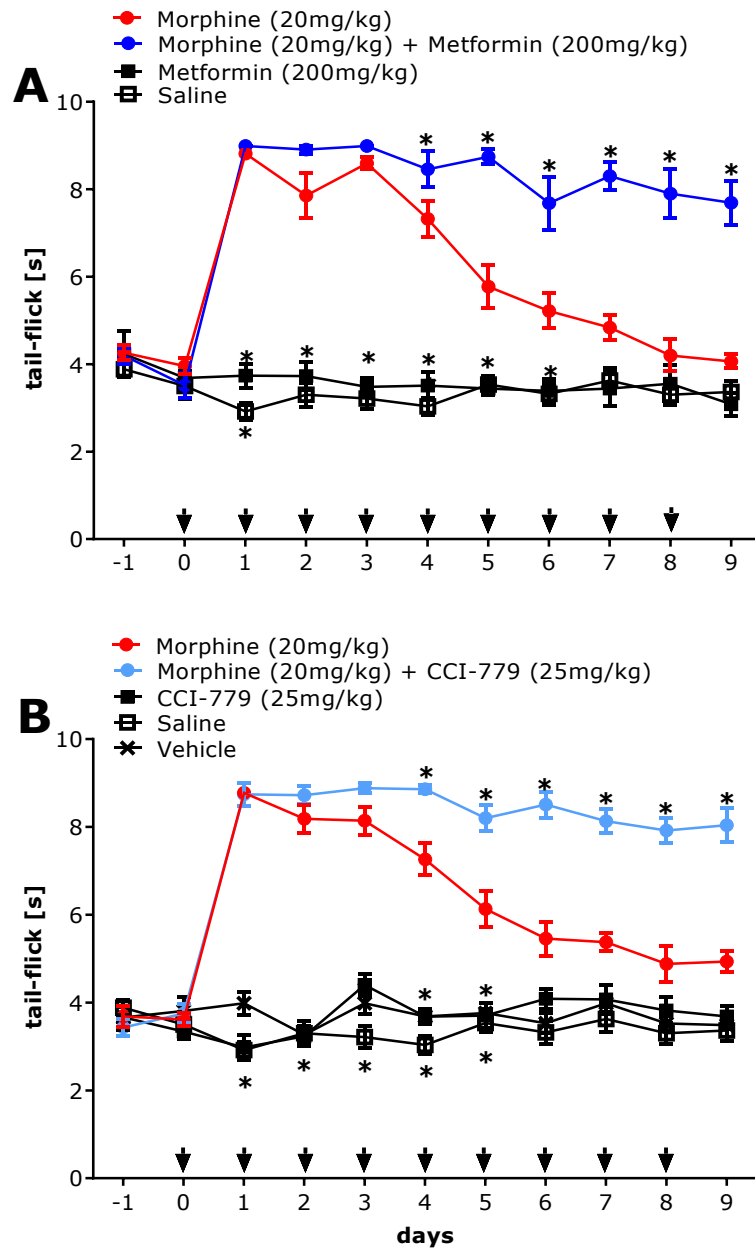 A
Morphine (20mg/kg)
Morphine (20mg/kg) + Metformin (200mg/kg)
Metformin (200mg/kg)
Saline
10
8
6
4
2
0
tail-flick [s]
* * * * * *
* * * * * *
*
-1 0 1 2 3 4 5 6 7 8 9
B
Morphine (20mg/kg)
Morphine (20mg/kg) + CCI-779 (25mg/kg)
CCI-779 (25mg/kg)
Saline
Vehicle
10
8
6
4
2
0
tail-flick [s]
* * * * * *
* *
* * * * *
-1 0 1 2 3 4 5 6 7 8 9
days